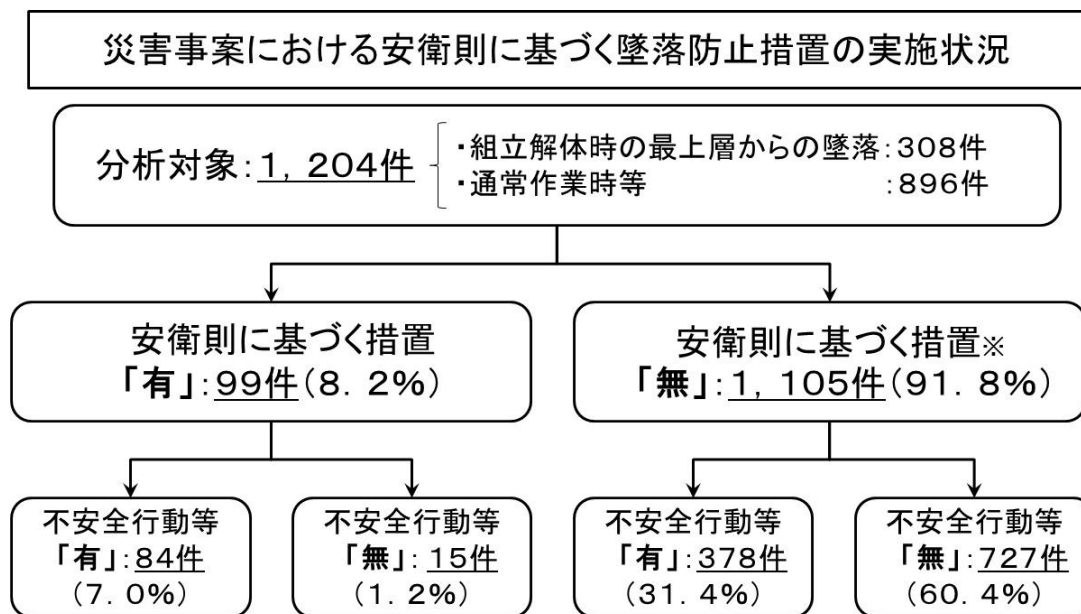 災害事案における安衛則に基づく墜落防止措置の実施状況
分析対象：1，204件
・組立解体時の最上層からの墜落：308件
・通常作業時等　　　　　　　　　：896件
安衛則に基づく措置
「有」：99件（8．2%）
安衛則に基づく措置※
「無」：1，105件（91．8%）
不安全行動等
「有」：84件
（7．0%）
不安全行動等
「無」：15件
（1．2%）
不安全行動等
「有」：378件
（31．4%）
不安全行動等
「無」：727件
（60．4%）